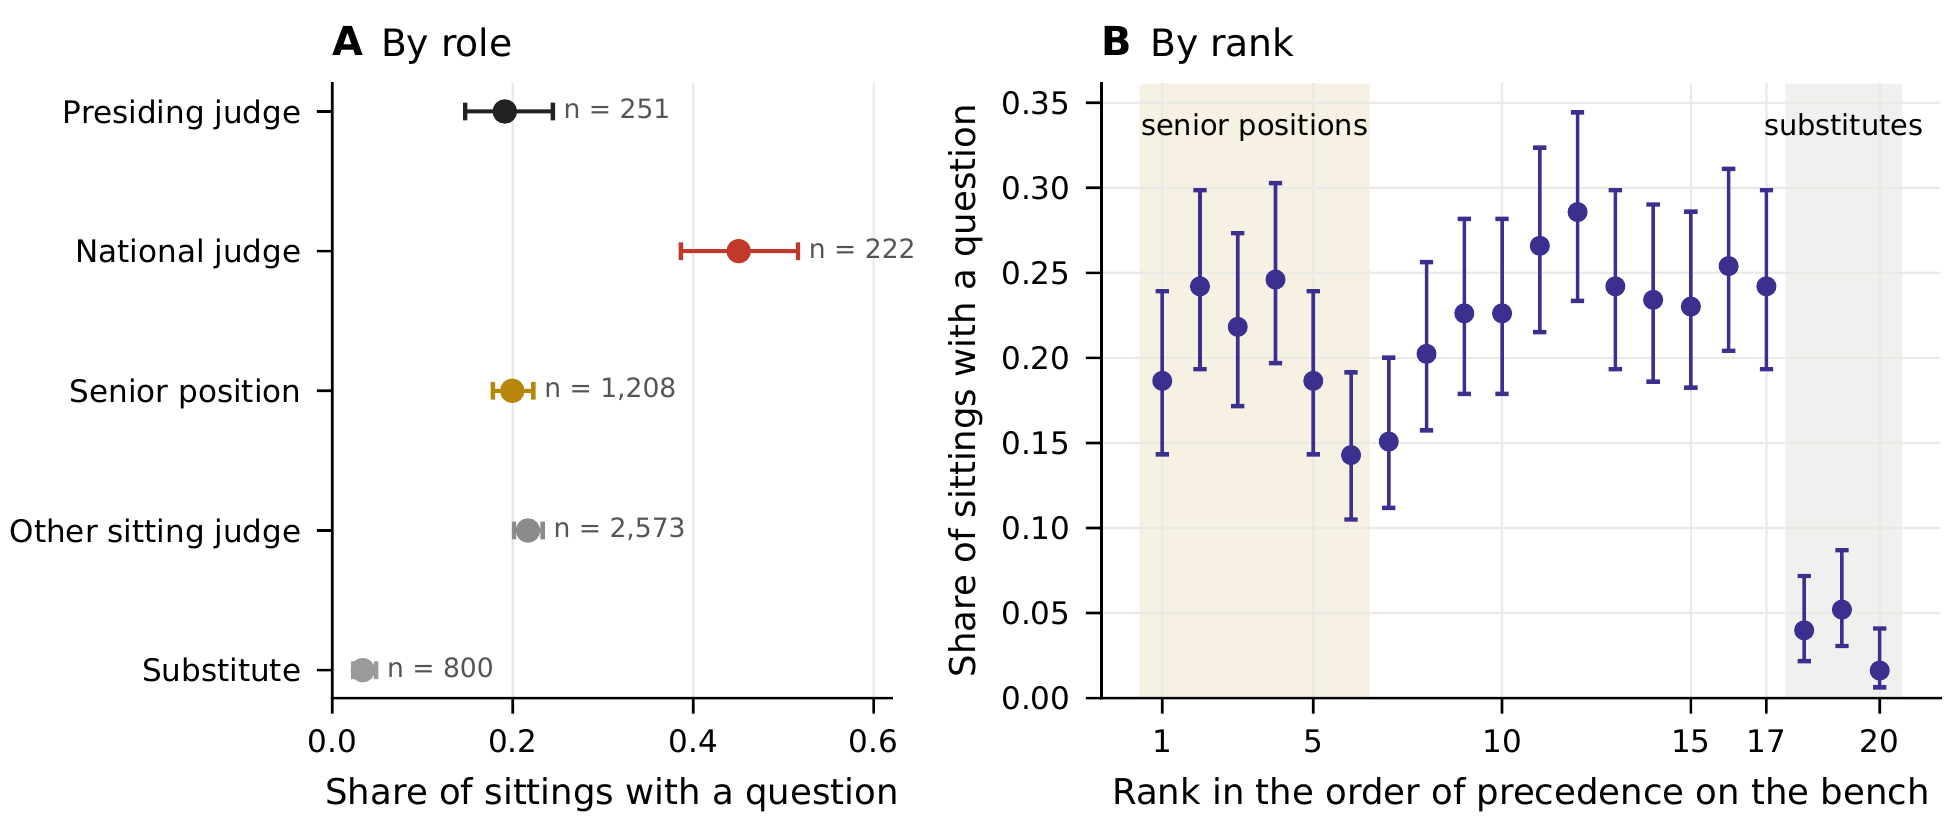 A By role
Presiding judge
n = 251
National judge
n = 222
Senior position
n = 1,208
Other sitting judge
n = 2,573
Substitute
n = 800
0.0 0.2 0.4 0.6
Share of sittings with a question
B By rank
Share of sittings with a question
0.35
0.30
0.25
0.20
0.15
0.10
0.05
0.00
senior positions
substitutes
1 5 10 15 17 20
Rank in the order of precedence on the bench